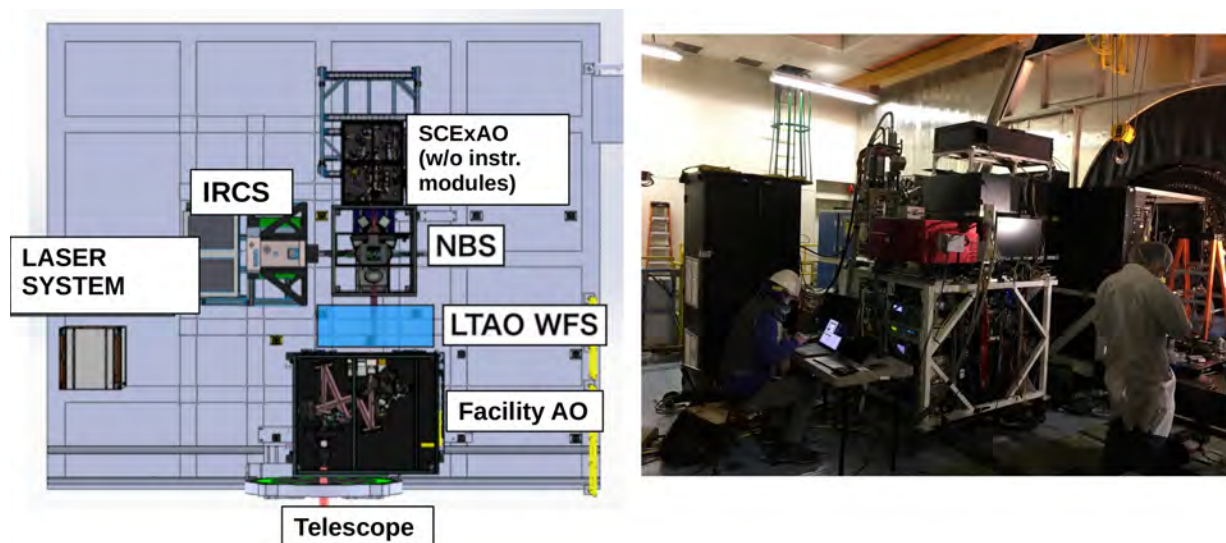 SCExAO
(w/o instr.
modules)
IRCS
NBS
LASER
SYSTEM
LTAO WFS
Facility AO
Telescope